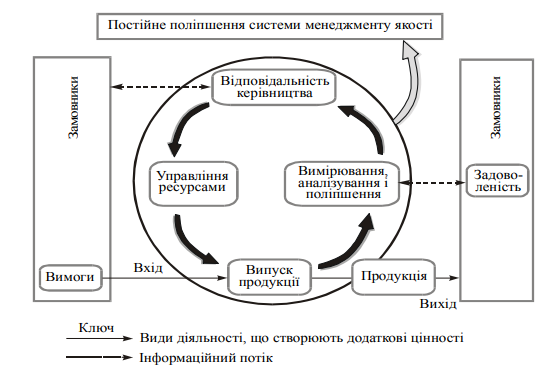 Постійне поліпшення системи менеджменту якості
Замовники
Відповідальність
керівництва
Замовники
Управління
ресурсами
Вимірювання,
аналізування і
поліпшення
Задово-
леність
Вимоги
Вхід
Випуск
продукції
Продукція
Вихід
Ключ
Види діяльності, що створюють додаткові цінності
Інформаційний потік